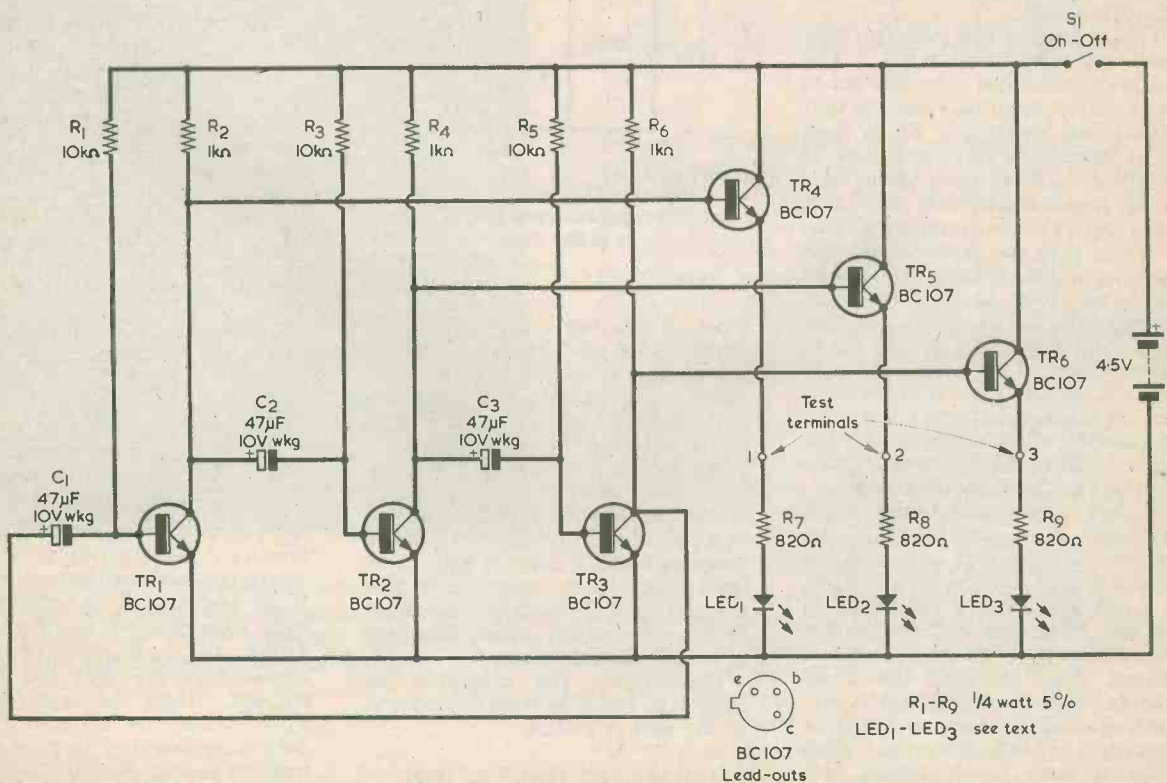 S1
On-Off
R1
10kΩ
R2
1kΩ
R3
10kΩ
R4
1kΩ
R5
10kΩ
R6
1kΩ
TR4
BC107
TR5
BC107
TR6
BC107
+
4·5V
C2
47µF
10V wkg
+
C3
47µF
10V wkg
+
Test
terminals
1
2
3
C1
47µF
10V wkg
+
R7
820Ω
R8
820Ω
R9
820Ω
TR1
BC107
TR2
BC107
TR3
BC107
LED1
LED2
LED3
e
b
c
BC107
Lead-outs
R1-R9 1/4 watt 5%
LED1-LED3 see text